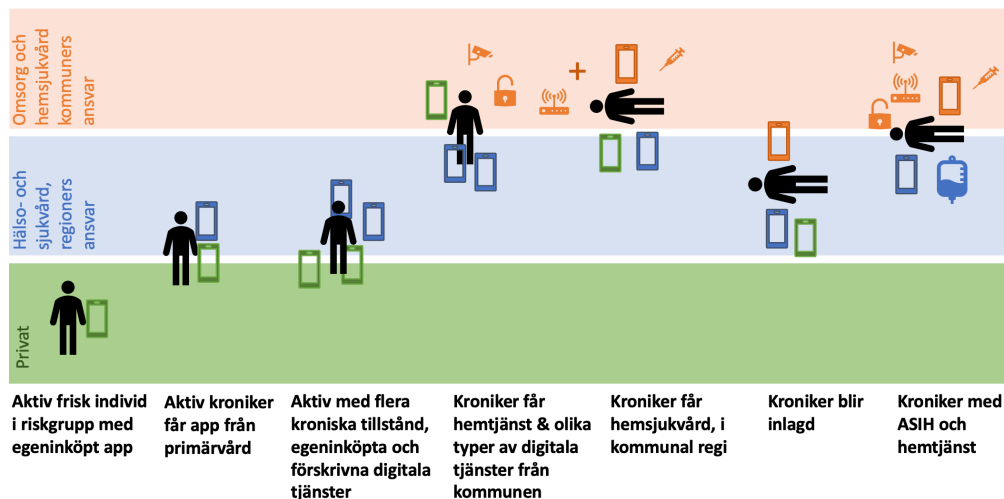 Omsorg och
hemsjukvård
kommuners
ansvar
Hälso- och
sjukvård,
regioners
ansvar
Privat
Aktiv frisk individ
i riskgrupp med
egeninköpt app
Aktiv kroniker
får app från
primärvård
Aktiv med flera
kroniska tillstånd,
egeninköpta och
förskrivna digitala
tjänster
Kroniker får
hemtjänst & olika
typer av digitala
tjänster från
kommunen
Kroniker får
hemsjukvård, i
kommunal regi
Kroniker blir
inlagd
Kroniker med
ASIH och
hemtjänst